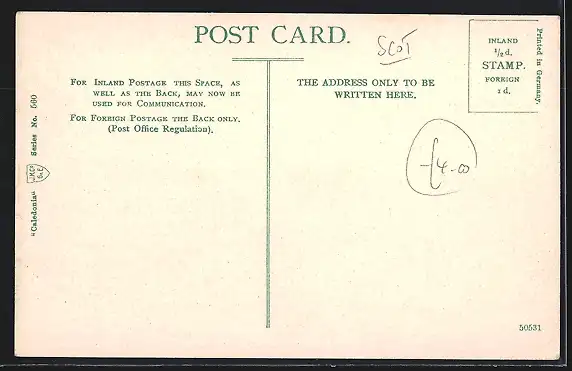 POST CARD.
SCOT
INLAND
½d.
STAMP.
FOREIGN
1d.
Printed in Germany.
FOR INLAND POSTAGE THIS SPACE, AS
WELL AS THE BACK, MAY NOW BE
USED FOR COMMUNICATION.
FOR FOREIGN POSTAGE THE BACK ONLY.
(Post Office Regulation).
THE ADDRESS ONLY TO BE
WRITTEN HERE.
£4-00
"Caledonia" Series No. 560
50531